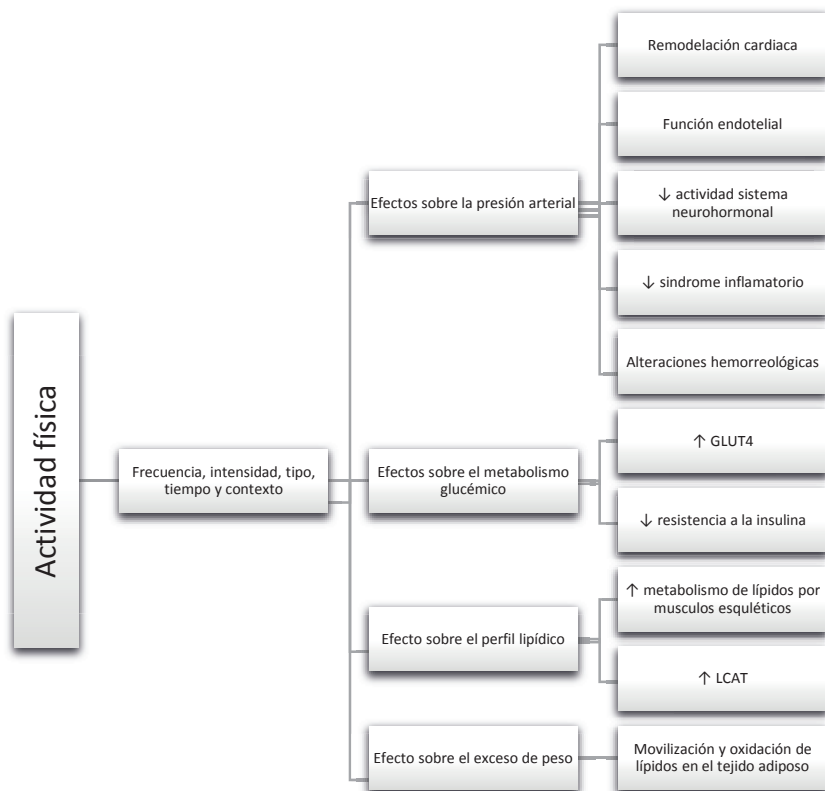 Actividad física
Frecuencia, intensidad, tipo,
tiempo y contexto
Efectos sobre la presión arterial
Remodelación cardiaca
Función endotelial
↓ actividad sistema
neurohormonal
↓ sindrome inflamatorio
Alteraciones hemorreológicas
Efectos sobre el metabolismo
glucémico
↑ GLUT4
↓ resistencia a la insulina
Efecto sobre el perfil lipídico
↑ metabolismo de lípidos por
musculos esquléticos
↑ LCAT
Efecto sobre el exceso de peso
Movilización y oxidación de
lípidos en el tejido adiposo